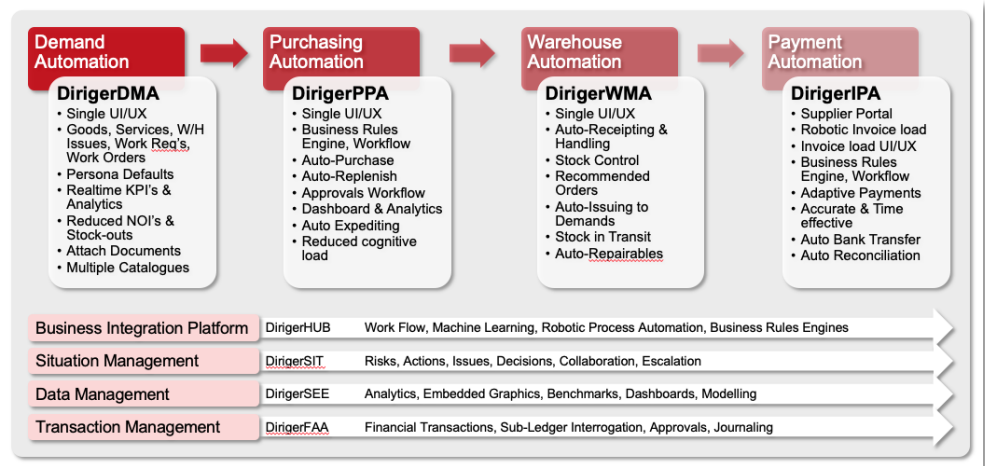 Demand
Automation
Purchasing
Automation
Warehouse
Automation
Payment
Automation
DirigerDMA
• Single UI/UX
• Goods, Services, W/H
Issues, Work Req's,
Work Orders
• Persona Defaults
• Realtime KPI's &
Analytics
• Reduced NOI's &
Stock-outs
• Attach Documents
• Multiple Catalogues
DirigerPPA
• Single UI/UX
• Business Rules
Engine, Workflow
• Auto-Purchase
• Auto-Replenish
• Approvals Workflow
• Dashboard & Analytics
• Auto Expediting
• Reduced cognitive
load
DirigerWMA
• Single UI/UX
• Auto-Receipting &
Handling
• Stock Control
• Recommended
Orders
• Auto-Issuing to
Demands
• Stock in Transit
• Auto-Repairables
DirigerIPA
• Supplier Portal
• Robotic Invoice load
• Invoice load UI/UX
• Business Rules
Engine, Workflow
• Adaptive Payments
• Accurate & Time
effective
• Auto Bank Transfer
• Auto Reconciliation
Business Integration Platform DirigerHUB Work Flow, Machine Learning, Robotic Process Automation, Business Rules Engines
Situation Management DirigerSIT Risks, Actions, Issues, Decisions, Collaboration, Escalation
Data Management DirigerSEE Analytics, Embedded Graphics, Benchmarks, Dashboards, Modelling
Transaction Management DirigerFAA Financial Transactions, Sub-Ledger Interrogation, Approvals, Journaling